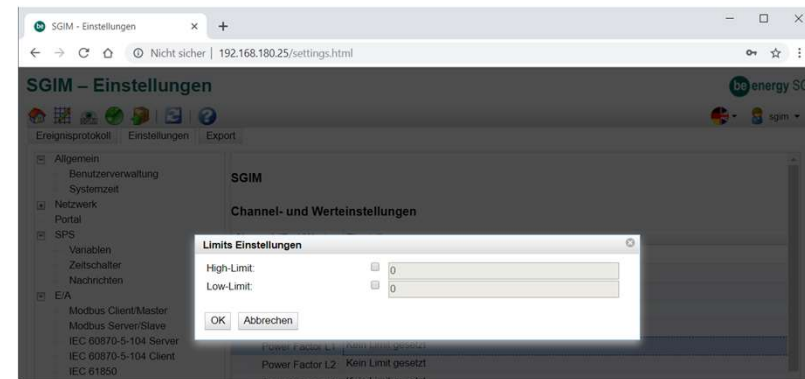 SGIM - Einstellungen
Nicht sicher | 192.168.180.25/settings.html
SGIM – Einstellungen
be energy SG
sgim
Ereignisprotokoll Einstellungen Export
Allgemein
Benutzerverwaltung
Systemzeit
Netzwerk
Portal
SPS
Variablen
Zeitschalter
Nachrichten
E/A
Modbus Client/Master
Modbus Server/Slave
IEC 60870-5-104 Server
IEC 60870-5-104 Client
IEC 61850
SGIM
Channel- und Werteinstellungen
Limits Einstellungen
High-Limit: 0
Low-Limit: 0
OK Abbrechen
Power Factor L1 Kein Limit gesetzt
Power Factor L2 Kein Limit gesetzt